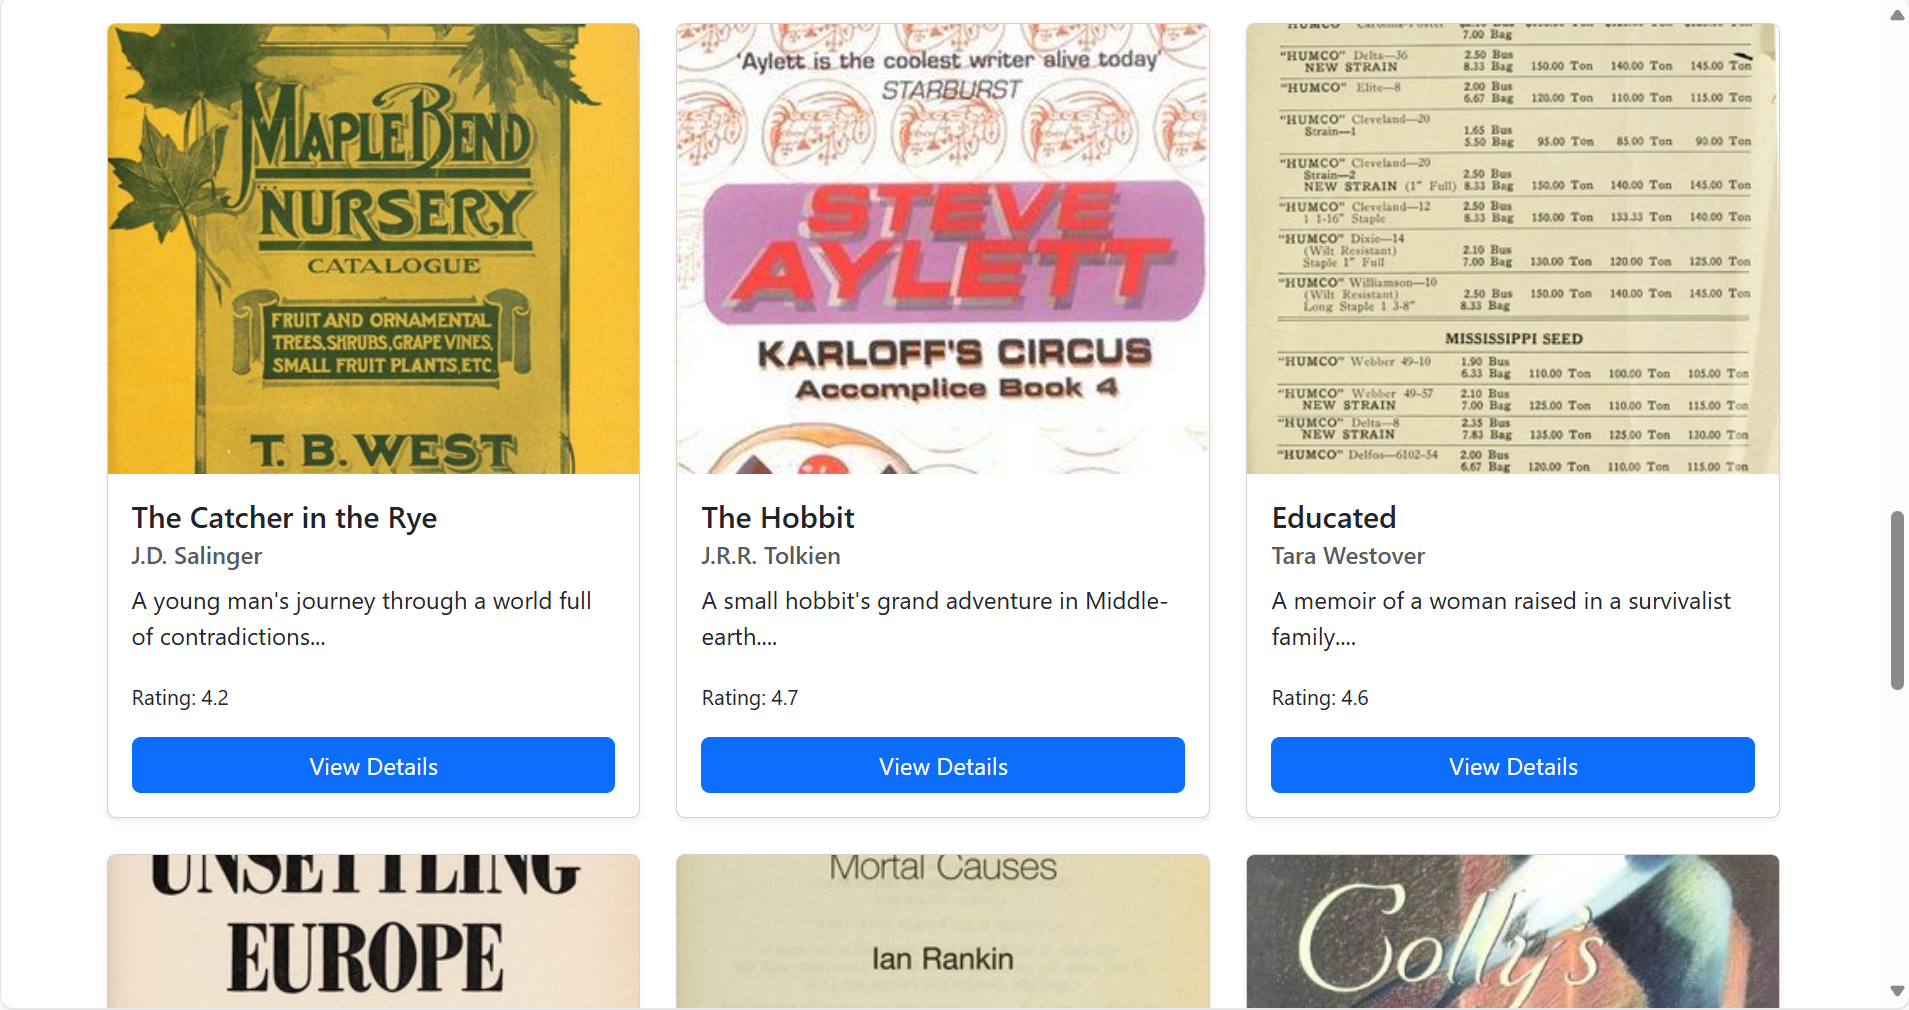 MAPLE BEND
NURSERY
CATALOGUE
FRUIT AND ORNAMENTAL
TREES, SHRUBS, GRAPE VINES,
SMALL FRUIT PLANTS, ETC.
T. B. WEST
The Catcher in the Rye
J.D. Salinger
A young man's journey through a world full
of contradictions...
Rating: 4.2
View Details
'Aylett is the coolest writer alive today'
STARBURST
STEVE
AYLETT
KARLOFF'S CIRCUS
Accomplice Book 4
The Hobbit
J.R.R. Tolkien
A small hobbit's grand adventure in Middle-
earth....
Rating: 4.7
View Details
7.00 Bag
"HUMCO" Delta—36 2.50 Bus
NEW STRAIN 8.33 Bag 150.00 Ton 140.00 Ton 145.00 Ton
"HUMCO" Elite—8 2.00 Bus
6.67 Bag 120.00 Ton 110.00 Ton 115.00 Ton
"HUMCO" Cleveland—20
Strain—1 1.65 Bus
5.50 Bag 95.00 Ton 85.00 Ton 90.00 Ton
"HUMCO" Cleveland—20
Strain—2 2.50 Bus
NEW STRAIN (1" Full) 8.33 Bag 150.00 Ton 140.00 Ton 145.00 Ton
"HUMCO" Cleveland—12 2.50 Bus
1 1-16" Staple 8.33 Bag 150.00 Ton 133.33 Ton 140.00 Ton
"HUMCO" Dixie—14
(Wilt Resistant) 2.10 Bus
Staple 1" Full 7.00 Bag 130.00 Ton 120.00 Ton 125.00 Ton
"HUMCO" Williamson—10
(Wilt Resistant) 2.50 Bus 150.00 Ton 140.00 Ton 145.00 Ton
Long Staple 1 3-8" 8.33 Bag
MISSISSIPPI SEED
"HUMCO" Webber 49-10 1.90 Bus
6.33 Bag 110.00 Ton 100.00 Ton 105.00 Ton
"HUMCO" Webber 49-57 2.10 Bus
NEW STRAIN 7.00 Bag 125.00 Ton 110.00 Ton 115.00 Ton
"HUMCO" Delta—8 2.35 Bus
NEW STRAIN 7.83 Bag 135.00 Ton 125.00 Ton 130.00 Ton
"HUMCO" Delfos—6102-54 2.00 Bus
6.67 Bag 120.00 Ton 110.00 Ton 115.00 Ton
Educated
Tara Westover
A memoir of a woman raised in a survivalist
family....
Rating: 4.6
View Details
UNSETTLING
EUROPE
Mortal Causes
Ian Rankin
Colly's